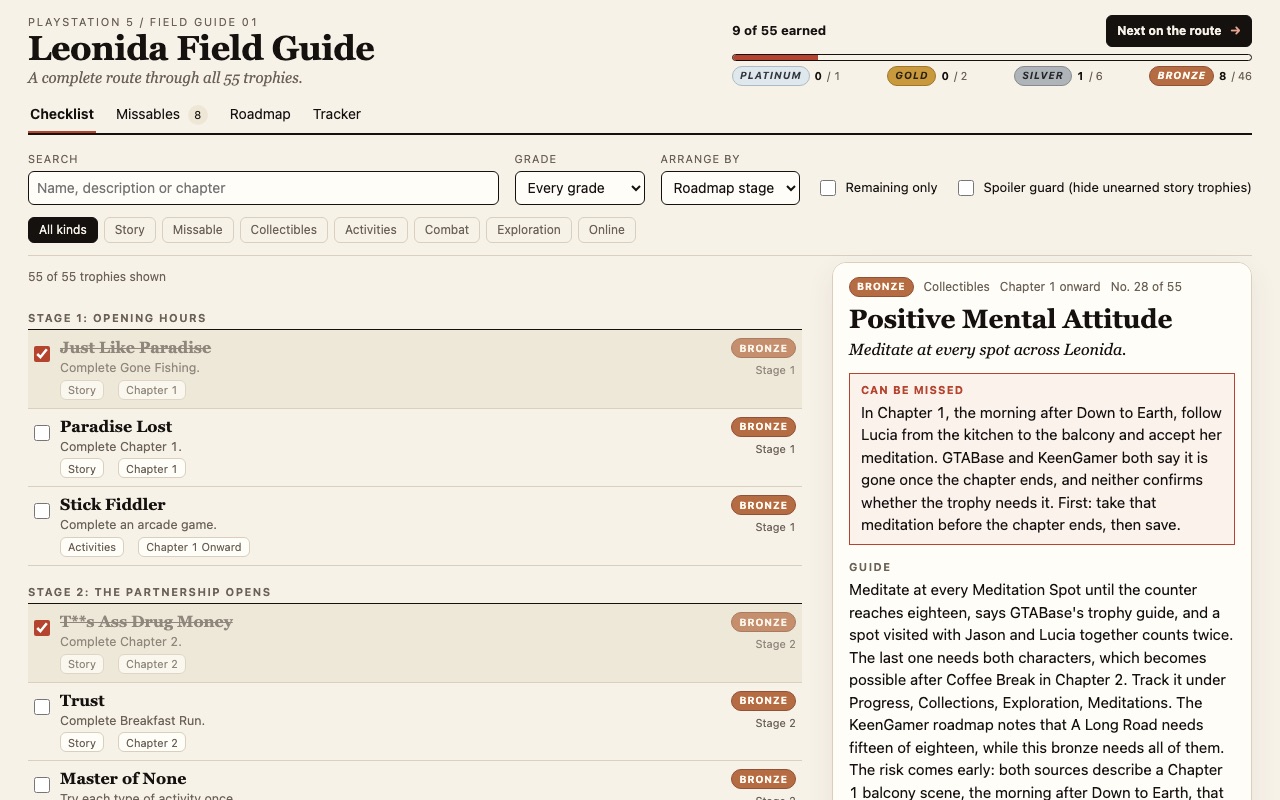 PLAYSTATION 5 / FIELD GUIDE 01
Leonida Field Guide
A complete route through all 55 trophies.
9 of 55 earned
Next on the route →
PLATINUM 0 / 1
GOLD 0 / 2
SILVER 1 / 6
BRONZE 8 / 46
Checklist
Missables 8
Roadmap
Tracker
SEARCH
Name, description or chapter
GRADE
Every grade
ARRANGE BY
Roadmap stage
Remaining only
Spoiler guard (hide unearned story trophies)
All kinds
Story
Missable
Collectibles
Activities
Combat
Exploration
Online
55 of 55 trophies shown
STAGE 1: OPENING HOURS
Just Like Paradise
BRONZE
Complete Gone Fishing.
Stage 1
Story
Chapter 1
Paradise Lost
BRONZE
Complete Chapter 1.
Stage 1
Story
Chapter 1
Stick Fiddler
BRONZE
Complete an arcade game.
Stage 1
Activities
Chapter 1 Onward
STAGE 2: THE PARTNERSHIP OPENS
T**s Ass Drug Money
BRONZE
Complete Chapter 2.
Stage 2
Story
Chapter 2
Trust
BRONZE
Complete Breakfast Run.
Stage 2
Story
Chapter 2
Master of None
BRONZE
Try each type of activity once
Stage 2
BRONZE Collectibles Chapter 1 onward No. 28 of 55
Positive Mental Attitude
Meditate at every spot across Leonida.
CAN BE MISSED
In Chapter 1, the morning after Down to Earth, follow
Lucia from the kitchen to the balcony and accept her
meditation. GTABase and KeenGamer both say it is
gone once the chapter ends, and neither confirms
whether the trophy needs it. First: take that
meditation before the chapter ends, then save.
GUIDE
Meditate at every Meditation Spot until the counter
reaches eighteen, says GTABase's trophy guide, and a
spot visited with Jason and Lucia together counts twice.
The last one needs both characters, which becomes
possible after Coffee Break in Chapter 2. Track it under
Progress, Collections, Exploration, Meditations. The
KeenGamer roadmap notes that A Long Road needs
fifteen of eighteen, while this bronze needs all of them.
The risk comes early: both sources describe a Chapter
1 balcony scene, the morning after Down to Earth, that